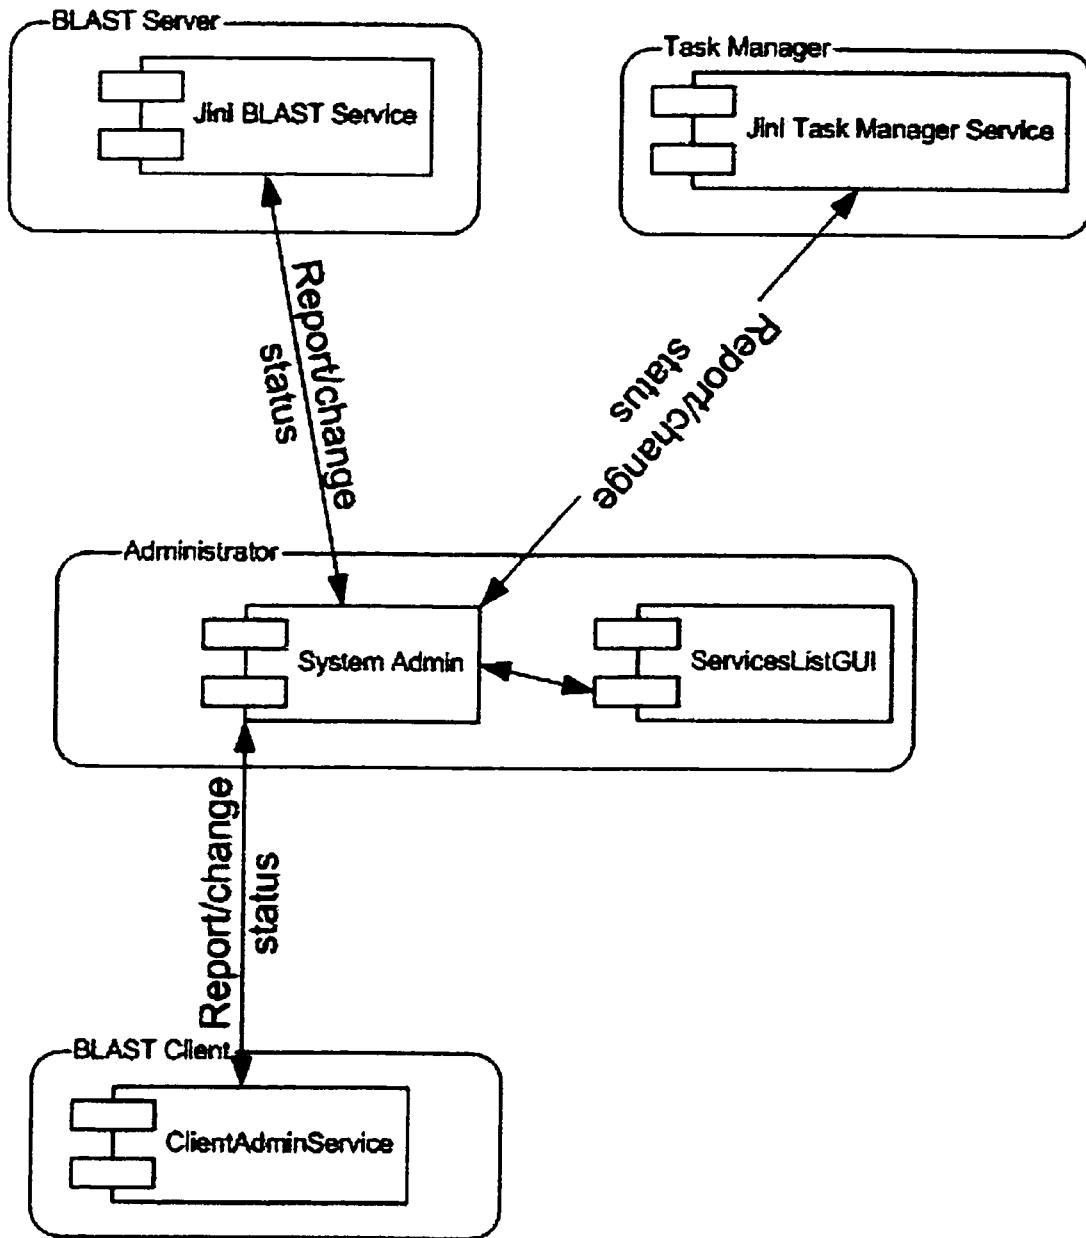 BLAST Server
Jini BLAST Service
Task Manager
Jini Task Manager Service
Report/change
status
Report/change
status
Administrator
System Admin
ServicesListGUI
Report/change
status
BLAST Client
ClientAdminService